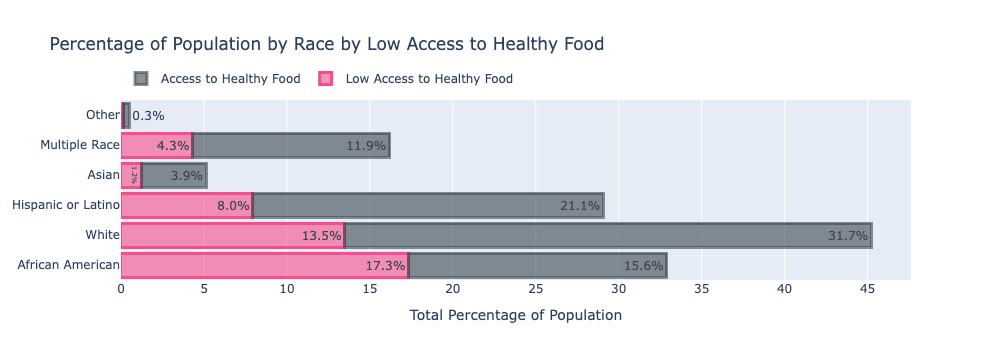 Percentage of Population by Race by Low Access to Healthy Food
Access to Healthy Food Low Access to Healthy Food
Other 0.3%
Multiple Race 4.3% 11.9%
Asian 1.2% 3.9%
Hispanic or Latino 8.0% 21.1%
White 13.5% 31.7%
African American 17.3% 15.6%
0 5 10 15 20 25 30 35 40 45
Total Percentage of Population